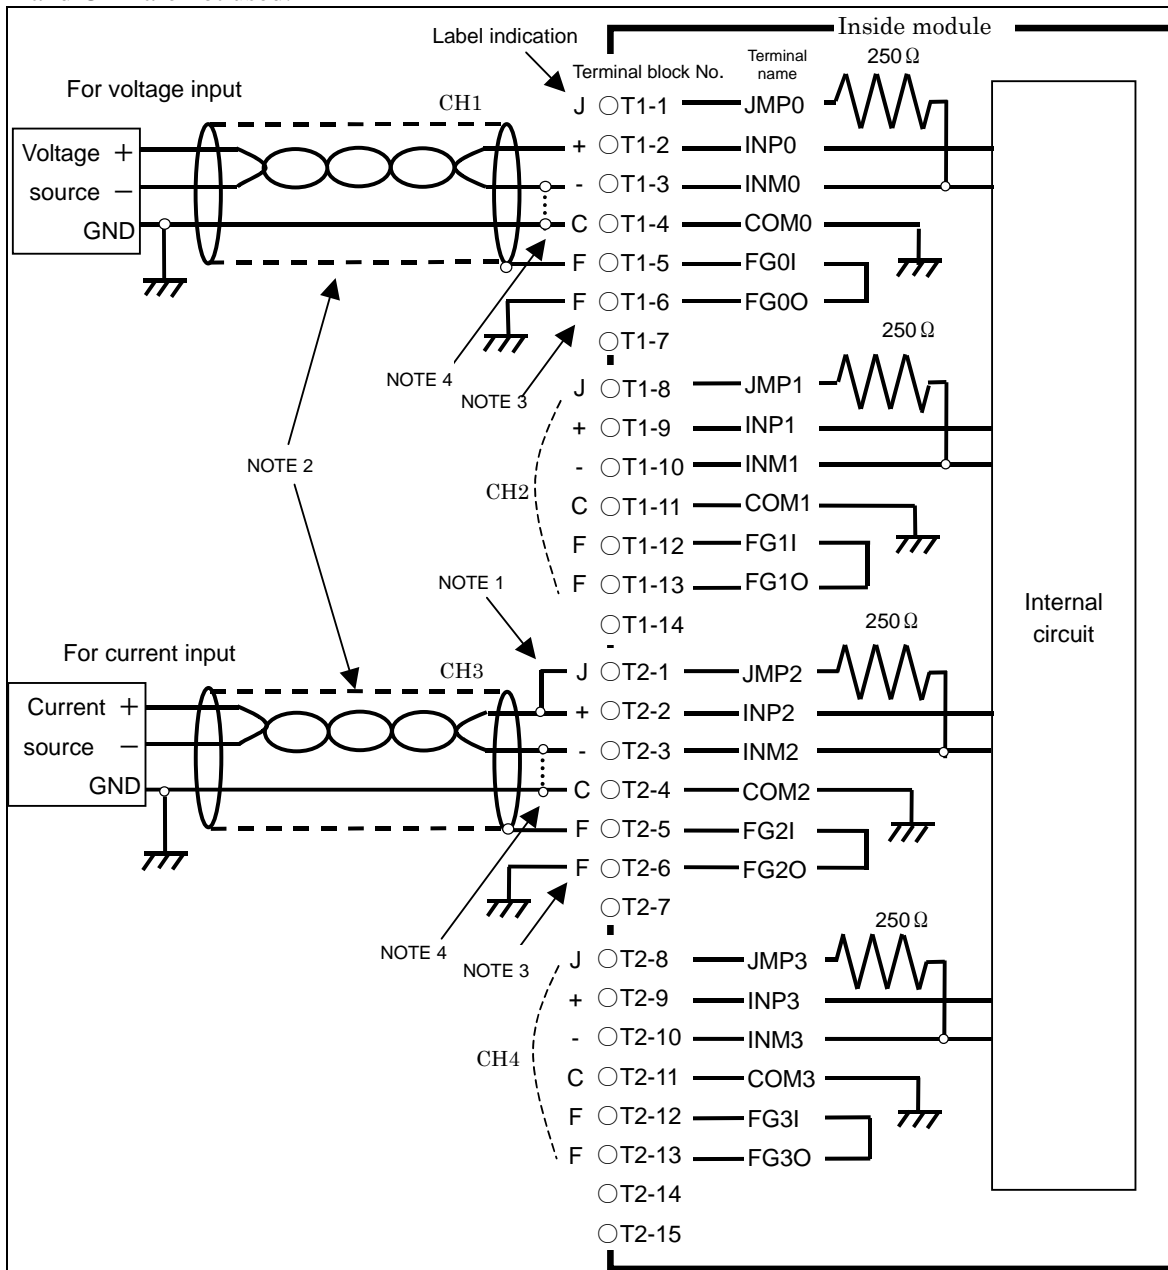 Inside module
Label indication
Terminal block No.
Terminal name
250 Ω
For voltage input
CH1
J T1-1 JMP0
Voltage source + − GND
+ T1-2 INP0
- T1-3 INM0
C T1-4 COM0
F T1-5 FG0I
F T1-6 FG0O
T1-7
NOTE 4
NOTE 3
250 Ω
J T1-8 JMP1
+ T1-9 INP1
NOTE 2
- T1-10 INM1
CH2
C T1-11 COM1
F T1-12 FG1I
NOTE 1
F T1-13 FG1O
Internal circuit
T1-14
250 Ω
For current input
CH3
J T2-1 JMP2
Current source + − GND
+ T2-2 INP2
- T2-3 INM2
C T2-4 COM2
F T2-5 FG2I
F T2-6 FG2O
T2-7
NOTE 4
NOTE 3
250 Ω
J T2-8 JMP3
+ T2-9 INP3
- T2-10 INM3
CH4
C T2-11 COM3
F T2-12 FG3I
F T2-13 FG3O
T2-14
T2-15